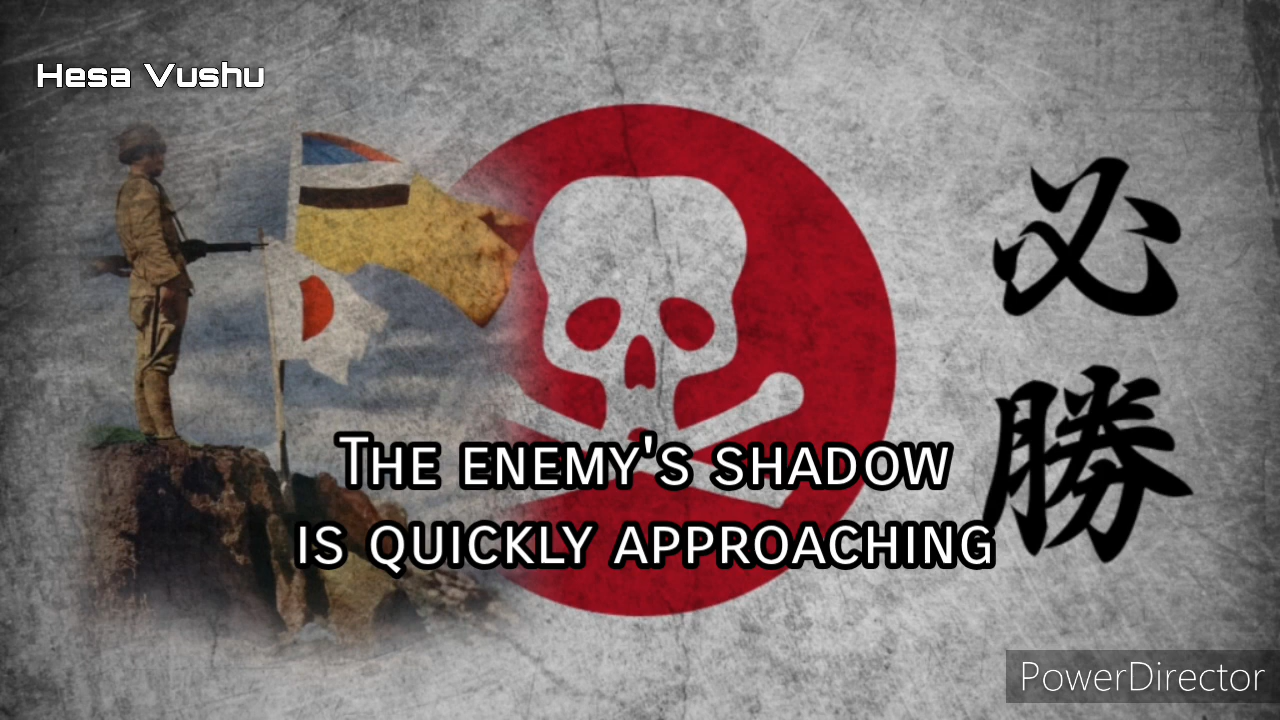 Hesa Vushu
必
勝
The enemy's shadow
is quickly approaching
PowerDirector